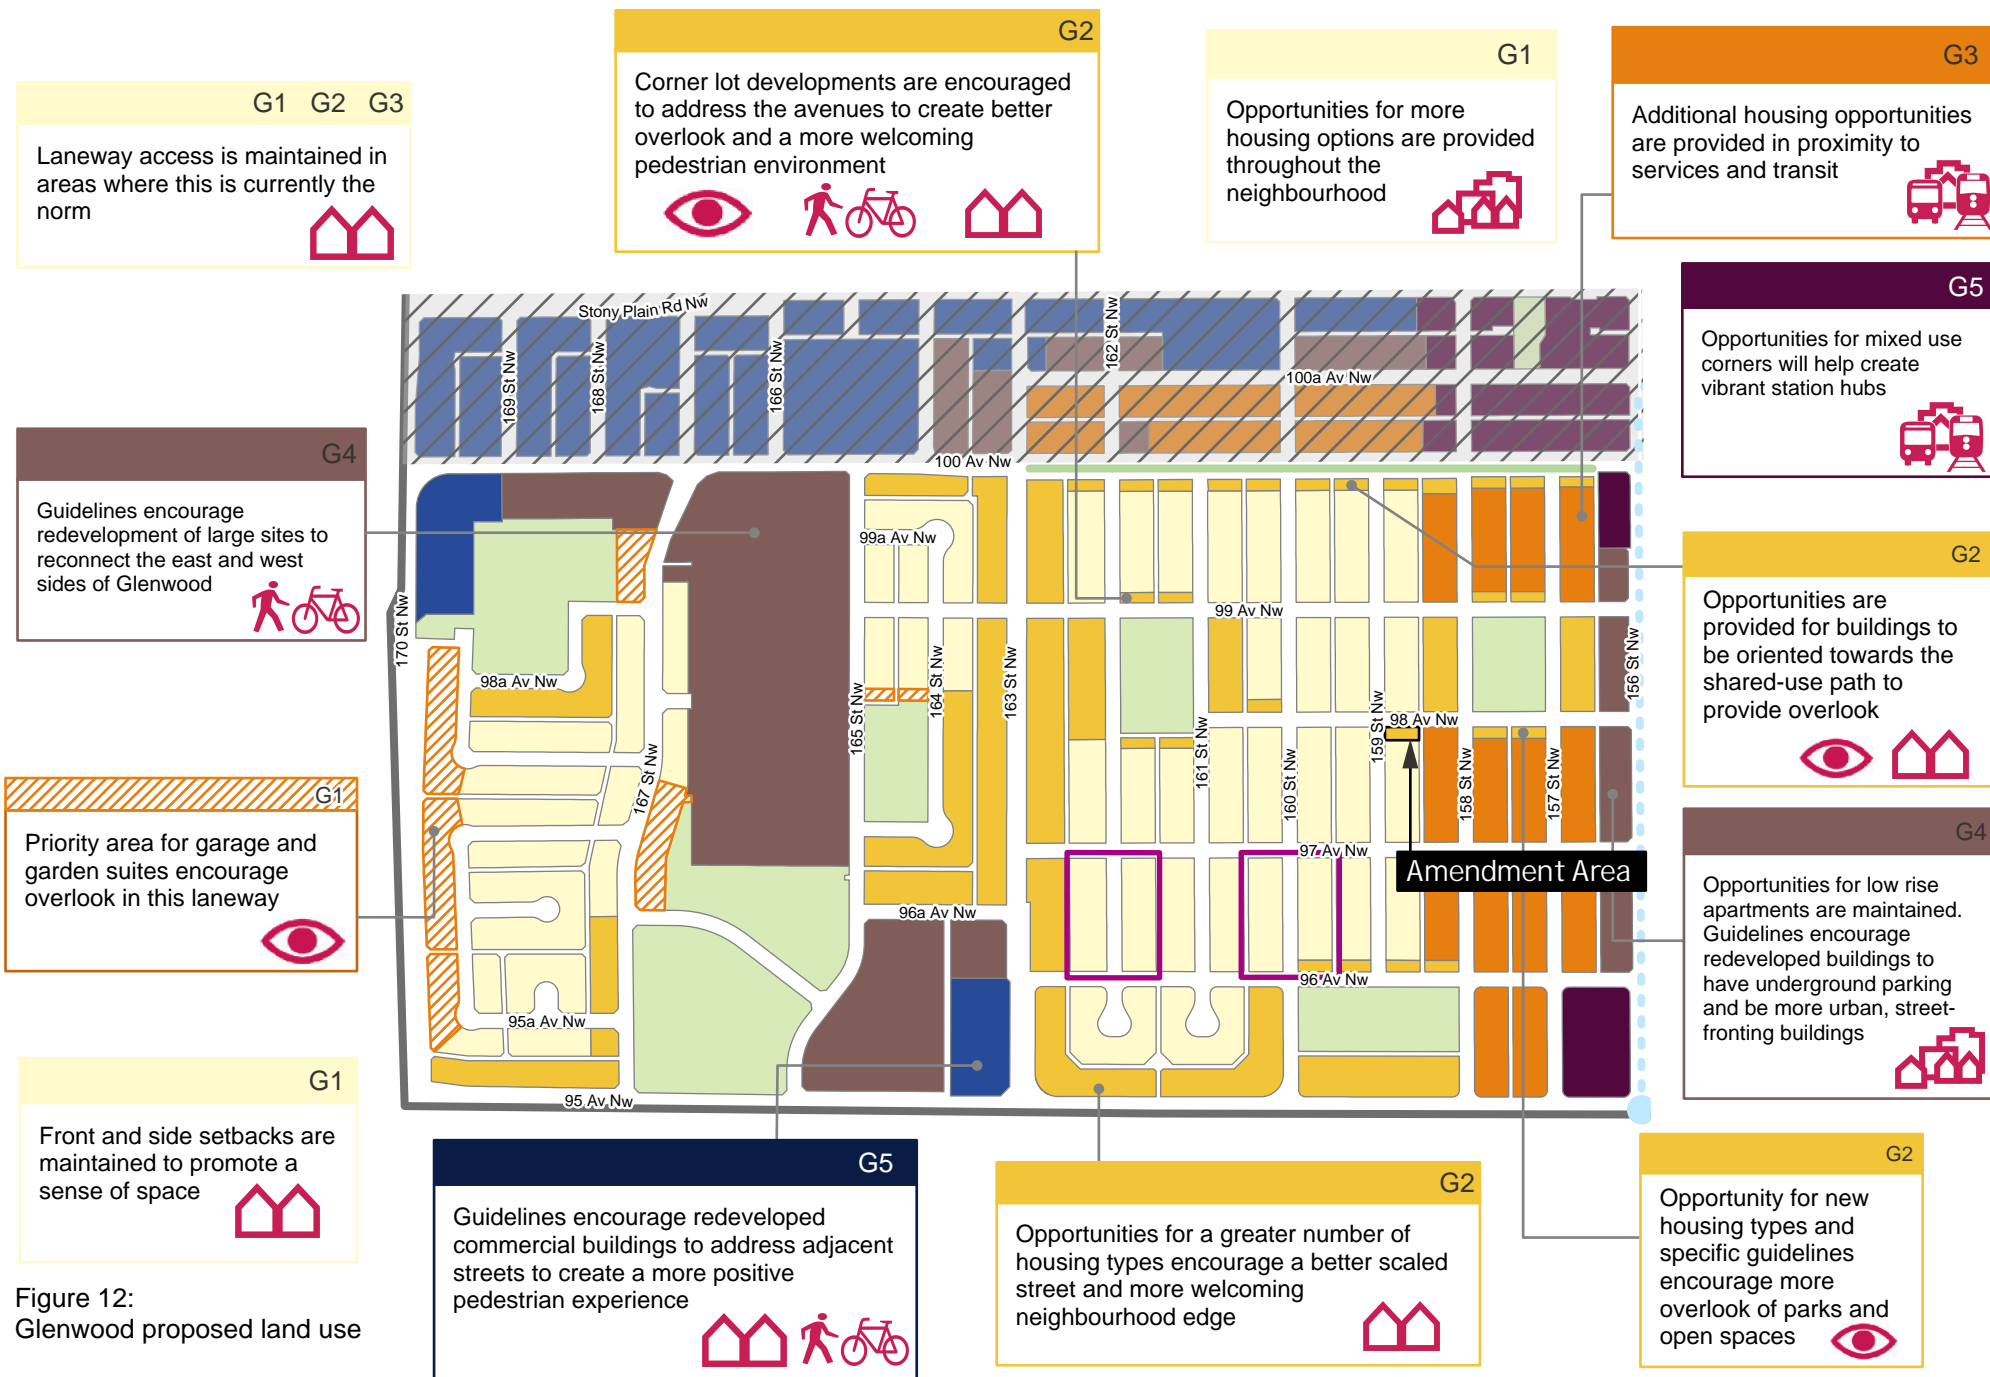 G1 G2 G3
Laneway access is maintained in
areas where this is currently the
norm
G2
Corner lot developments are encouraged
to address the avenues to create better
overlook and a more welcoming
pedestrian environment
G1
Opportunities for more
housing options are provided
throughout the
neighbourhood
G3
Additional housing opportunities
are provided in proximity to
services and transit
G5
Opportunities for mixed use
corners will help create
vibrant station hubs
G4
Guidelines encourage
redevelopment of large sites to
reconnect the east and west
sides of Glenwood
G2
Opportunities are
provided for buildings to
be oriented towards the
shared-use path to
provide overlook
G1
Priority area for garage and
garden suites encourage
overlook in this laneway
G4
Opportunities for low rise
apartments are maintained.
Guidelines encourage
redeveloped buildings to
have underground parking
and be more urban, street-
fronting buildings
G1
Front and side setbacks are
maintained to promote a
sense of space
G5
Guidelines encourage redeveloped
commercial buildings to address adjacent
streets to create a more positive
pedestrian experience
G2
Opportunities for a greater number of
housing types encourage a better scaled
street and more welcoming
neighbourhood edge
G2
Opportunity for new
housing types and
specific guidelines
encourage more
overlook of parks and
open spaces
Stony Plain Rd Nw
169 St Nw
168 St Nw
166 St Nw
162 St Nw
100a Av Nw
100 Av Nw
99a Av Nw
99 Av Nw
170 St Nw
98a Av Nw
165 St Nw
164 St Nw
163 St Nw
156 St Nw
98 Av Nw
167 St Nw
161 St Nw
160 St Nw
159 St Nw
158 St Nw
157 St Nw
97 Av Nw
Amendment Area
96a Av Nw
96 Av Nw
95a Av Nw
95 Av Nw
Figure 12:
Glenwood proposed land use